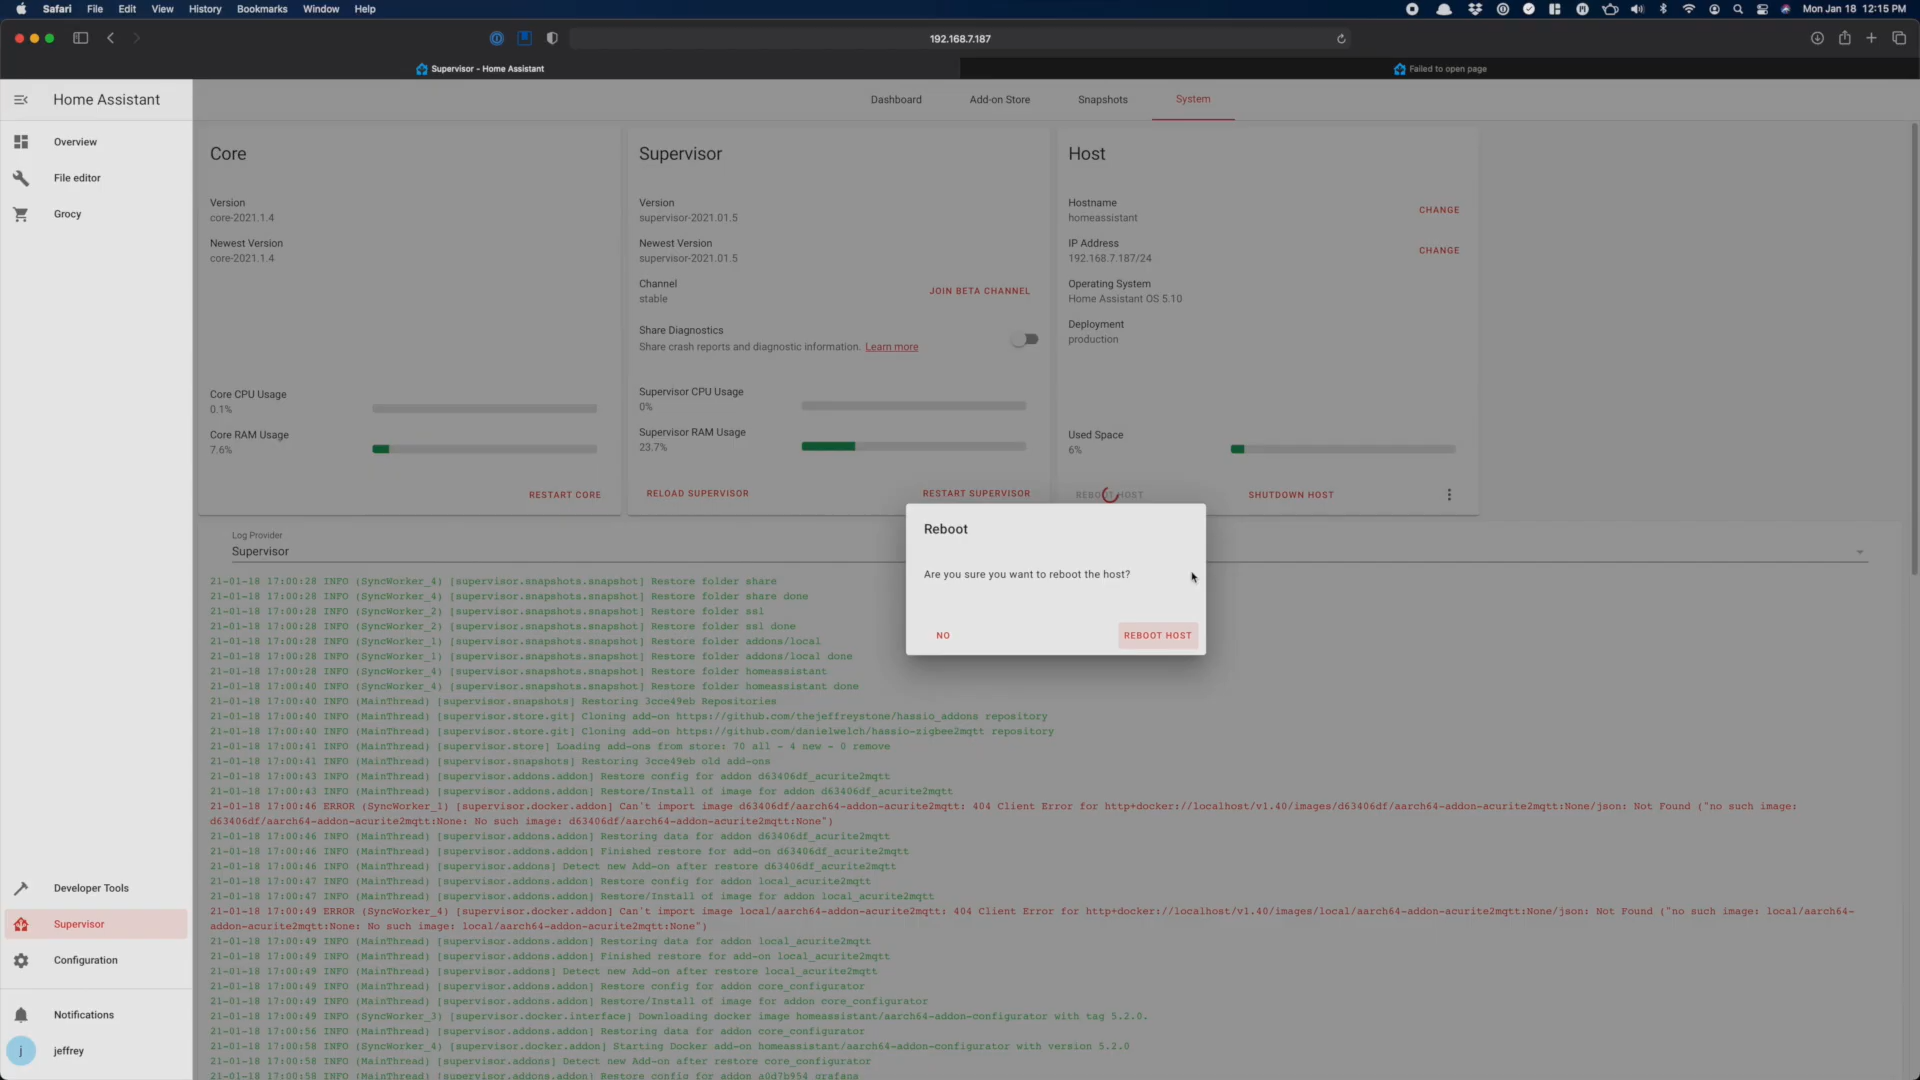 Safari File Edit View History Bookmarks Window Help
Mon Jan 18 12:15 PM
192.168.7.187
Supervisor - Home Assistant
Failed to open page
Home Assistant
Dashboard
Add-on Store
Snapshots
System
Overview
File editor
Grocy
Core
Version
core-2021.1.4
Newest Version
core-2021.1.4
Core CPU Usage
0.1%
Core RAM Usage
7.6%
RESTART CORE
Supervisor
Version
supervisor-2021.01.5
Newest Version
supervisor-2021.01.5
Channel
stable
JOIN BETA CHANNEL
Share Diagnostics
Share crash reports and diagnostic information. Learn more
Supervisor CPU Usage
0%
Supervisor RAM Usage
23.7%
RELOAD SUPERVISOR
RESTART SUPERVISOR
Host
Hostname
homeassistant
CHANGE
IP Address
192.168.7.187/24
CHANGE
Operating System
Home Assistant OS 5.10
Deployment
production
Used Space
6%
REBOOT HOST
SHUTDOWN HOST
Reboot
Are you sure you want to reboot the host?
NO
REBOOT HOST
Log Provider
Supervisor
21-01-18 17:00:28 INFO (SyncWorker_4) [supervisor.snapshots.snapshot] Restore folder share
21-01-18 17:00:28 INFO (SyncWorker_4) [supervisor.snapshots.snapshot] Restore folder share done
21-01-18 17:00:28 INFO (SyncWorker_2) [supervisor.snapshots.snapshot] Restore folder ssl
21-01-18 17:00:28 INFO (SyncWorker_2) [supervisor.snapshots.snapshot] Restore folder ssl done
21-01-18 17:00:28 INFO (SyncWorker_1) [supervisor.snapshots.snapshot] Restore folder addons/local
21-01-18 17:00:28 INFO (SyncWorker_1) [supervisor.snapshots.snapshot] Restore folder addons/local done
21-01-18 17:00:28 INFO (SyncWorker_4) [supervisor.snapshots.snapshot] Restore folder homeassistant
21-01-18 17:00:40 INFO (SyncWorker_4) [supervisor.snapshots.snapshot] Restore folder homeassistant done
21-01-18 17:00:40 INFO (MainThread) [supervisor.snapshots] Restoring 3cce49eb Repositories
21-01-18 17:00:40 INFO (MainThread) [supervisor.store.git] Cloning add-on https://github.com/thejeffreystone/hassio_addons repository
21-01-18 17:00:40 INFO (MainThread) [supervisor.store.git] Cloning add-on https://github.com/danielwelch/hassio-zigbee2mqtt repository
21-01-18 17:00:41 INFO (MainThread) [supervisor.store] Loading add-ons from store: 70 all - 4 new - 0 remove
21-01-18 17:00:41 INFO (MainThread) [supervisor.snapshots] Restoring 3cce49eb old add-ons
21-01-18 17:00:43 INFO (MainThread) [supervisor.addons.addon] Restore config for addon d63406df_acurite2mqtt
21-01-18 17:00:43 INFO (MainThread) [supervisor.addons.addon] Restore/Install of image for addon d63406df_acurite2mqtt
21-01-18 17:00:46 ERROR (SyncWorker_1) [supervisor.docker.addon] Can't import image d63406df/aarch64-addon-acurite2mqtt: 404 Client Error for http+docker://localhost/v1.40/images/d63406df/aarch64-addon-acurite2mqtt:None/json: Not Found ("no such image:
d63406df/aarch64-addon-acurite2mqtt:None: No such image: d63406df/aarch64-addon-acurite2mqtt:None")
21-01-18 17:00:46 INFO (MainThread) [supervisor.addons.addon] Restoring data for addon d63406df_acurite2mqtt
21-01-18 17:00:46 INFO (MainThread) [supervisor.addons.addon] Finished restore for add-on d63406df_acurite2mqtt
21-01-18 17:00:46 INFO (MainThread) [supervisor.addons] Detect new Add-on after restore d63406df_acurite2mqtt
21-01-18 17:00:47 INFO (MainThread) [supervisor.addons.addon] Restore config for addon local_acurite2mqtt
21-01-18 17:00:47 INFO (MainThread) [supervisor.addons.addon] Restore/Install of image for addon local_acurite2mqtt
21-01-18 17:00:49 ERROR (SyncWorker_4) [supervisor.docker.addon] Can't import image local/aarch64-addon-acurite2mqtt: 404 Client Error for http+docker://localhost/v1.40/images/local/aarch64-addon-acurite2mqtt:None/json: Not Found ("no such image: local/aarch64-
addon-acurite2mqtt:None: No such image: local/aarch64-addon-acurite2mqtt:None")
21-01-18 17:00:49 INFO (MainThread) [supervisor.addons.addon] Restoring data for addon local_acurite2mqtt
21-01-18 17:00:49 INFO (MainThread) [supervisor.addons.addon] Finished restore for add-on local_acurite2mqtt
21-01-18 17:00:49 INFO (MainThread) [supervisor.addons] Detect new Add-on after restore local_acurite2mqtt
21-01-18 17:00:49 INFO (MainThread) [supervisor.addons.addon] Restore config for addon core_configurator
21-01-18 17:00:49 INFO (MainThread) [supervisor.addons.addon] Restore/Install of image for addon core_configurator
21-01-18 17:00:49 INFO (SyncWorker_3) [supervisor.docker.interface] Downloading docker image homeassistant/aarch64-addon-configurator with tag 5.2.0.
21-01-18 17:00:56 INFO (MainThread) [supervisor.addons.addon] Restoring data for addon core_configurator
21-01-18 17:00:58 INFO (SyncWorker_4) [supervisor.docker.addon] Starting Docker add-on homeassistant/aarch64-addon-configurator with version 5.2.0
21-01-18 17:00:58 INFO (MainThread) [supervisor.addons] Detect new Add-on after restore core_configurator
21-01-18 17:00:58 INFO (MainThread) [supervisor.addons.addon] Restore config for addon a0d7b954_grafana
Developer Tools
Supervisor
Configuration
Notifications
j
jeffrey